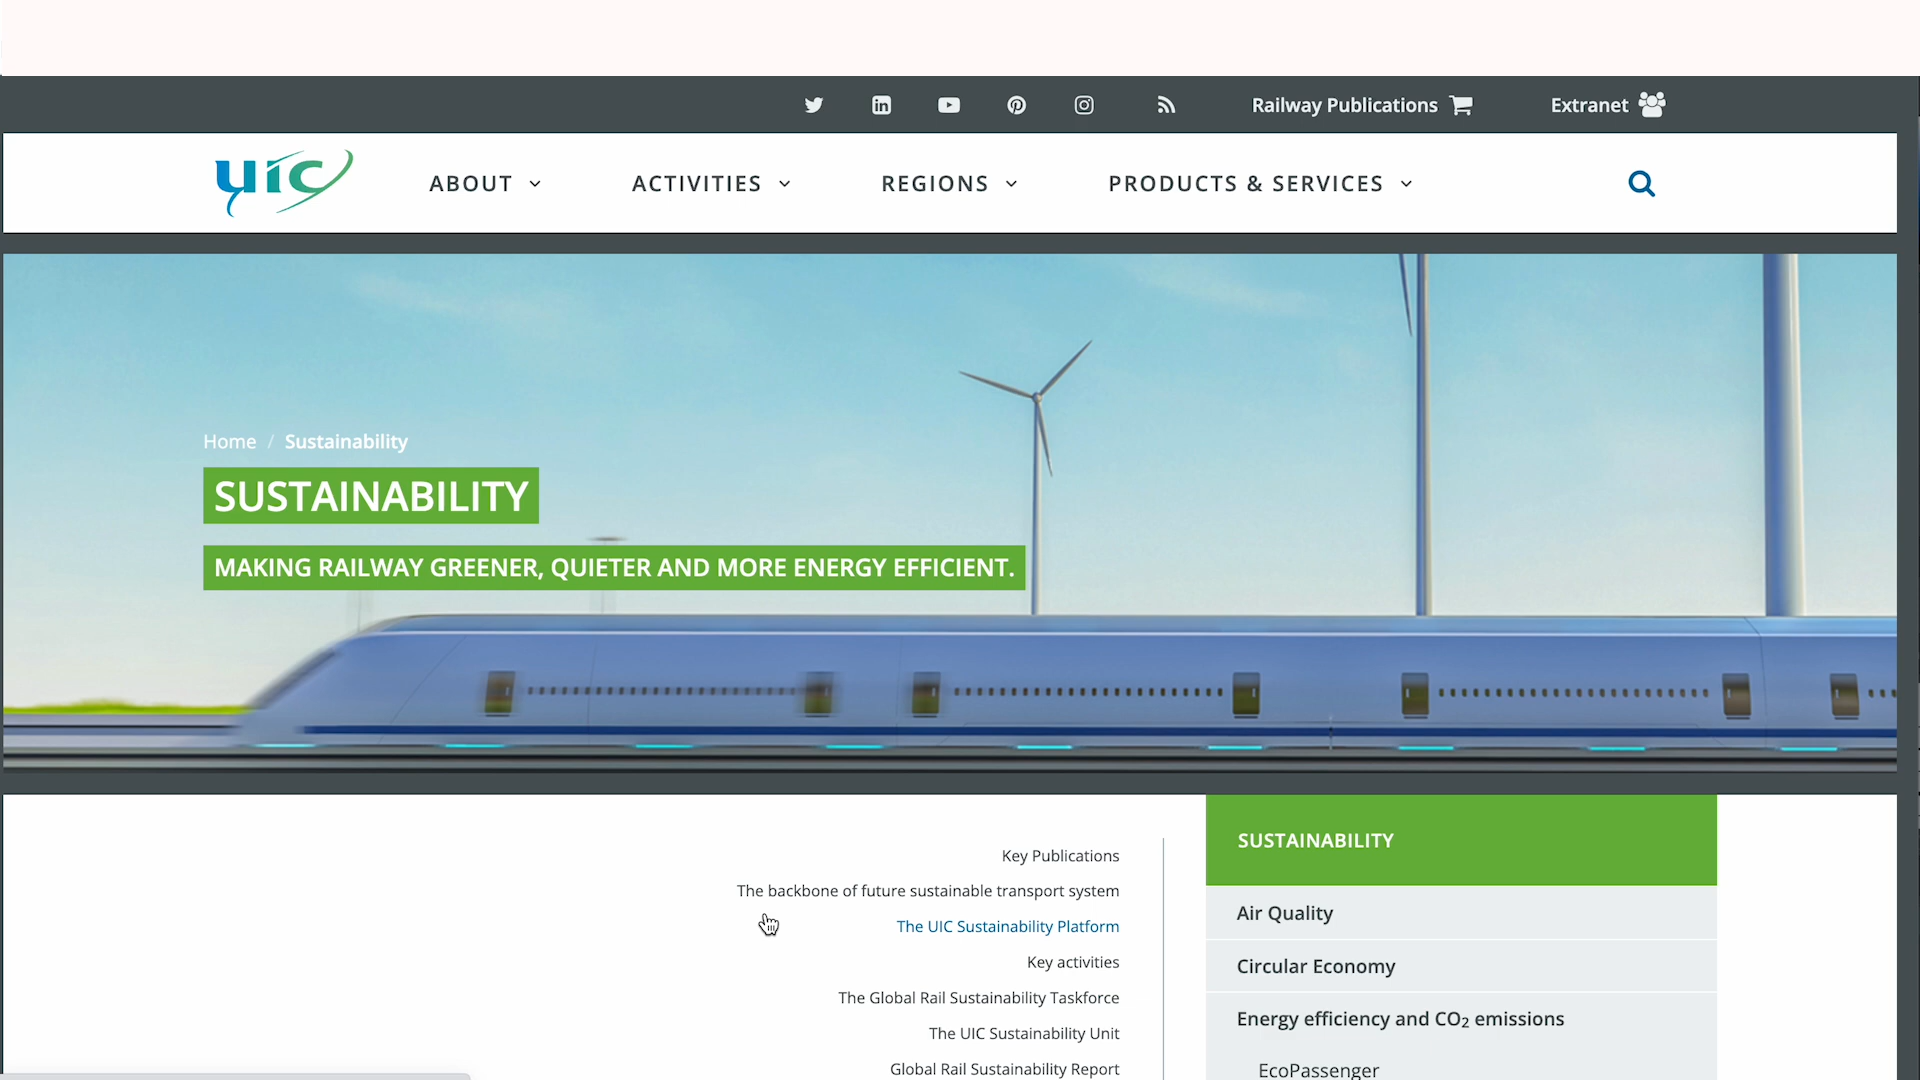 Railway Publications
Extranet
uic
ABOUT
ACTIVITIES
REGIONS
PRODUCTS & SERVICES
Home / Sustainability
SUSTAINABILITY
MAKING RAILWAY GREENER, QUIETER AND MORE ENERGY EFFICIENT.
Key Publications
The backbone of future sustainable transport system
The UIC Sustainability Platform
Key activities
The Global Rail Sustainability Taskforce
The UIC Sustainability Unit
Global Rail Sustainability Report
SUSTAINABILITY
Air Quality
Circular Economy
Energy efficiency and CO₂ emissions
EcoPassenger